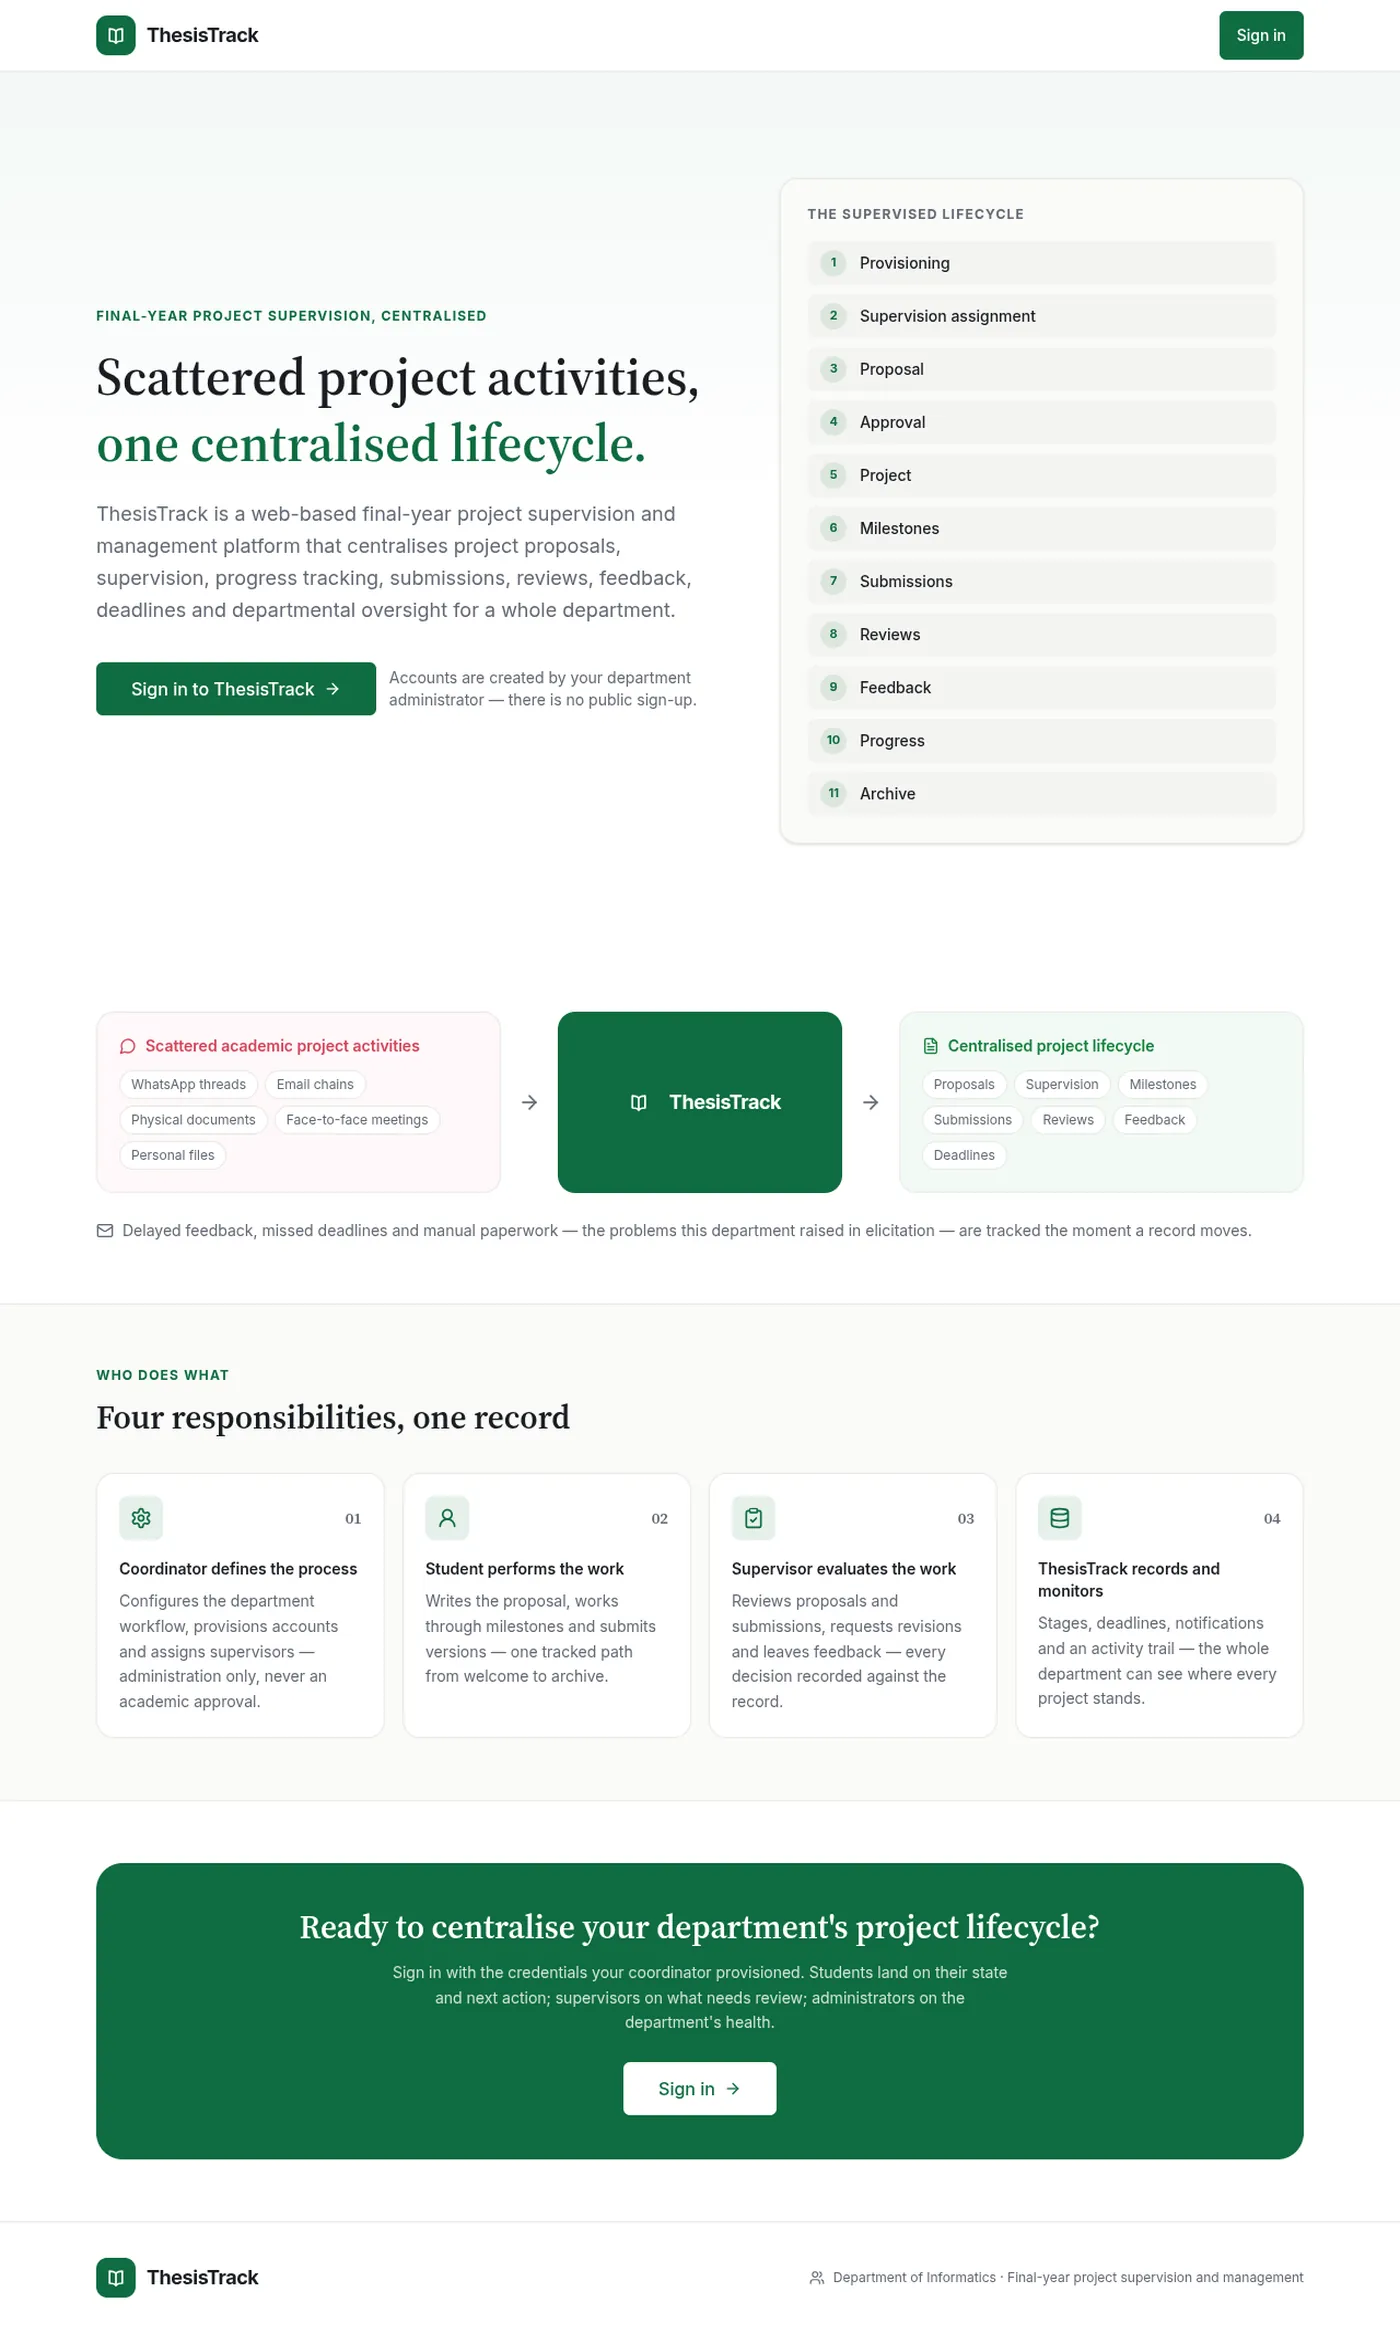 ThesisTrack
Sign in
FINAL-YEAR PROJECT SUPERVISION, CENTRALISED
Scattered project activities,
one centralised lifecycle.
ThesisTrack is a web-based final-year project supervision and
management platform that centralises project proposals,
supervision, progress tracking, submissions, reviews, feedback,
deadlines and departmental oversight for a whole department.
Sign in to ThesisTrack →
Accounts are created by your department
administrator — there is no public sign-up.
THE SUPERVISED LIFECYCLE
1 Provisioning
2 Supervision assignment
3 Proposal
4 Approval
5 Project
6 Milestones
7 Submissions
8 Reviews
9 Feedback
10 Progress
11 Archive
Scattered academic project activities
WhatsApp threads Email chains
Physical documents Face-to-face meetings
Personal files
→
ThesisTrack
→
Centralised project lifecycle
Proposals Supervision Milestones
Submissions Reviews Feedback
Deadlines
Delayed feedback, missed deadlines and manual paperwork — the problems this department raised in elicitation — are tracked the moment a record moves.
WHO DOES WHAT
Four responsibilities, one record
01
Coordinator defines the process
Configures the department
workflow, provisions accounts
and assigns supervisors —
administration only, never an
academic approval.
02
Student performs the work
Writes the proposal, works
through milestones and submits
versions — one tracked path
from welcome to archive.
03
Supervisor evaluates the work
Reviews proposals and
submissions, requests revisions
and leaves feedback — every
decision recorded against the
record.
04
ThesisTrack records and
monitors
Stages, deadlines, notifications
and an activity trail — the whole
department can see where every
project stands.
Ready to centralise your department's project lifecycle?
Sign in with the credentials your coordinator provisioned. Students land on their state
and next action; supervisors on what needs review; administrators on the
department's health.
Sign in →
ThesisTrack
Department of Informatics · Final-year project supervision and management